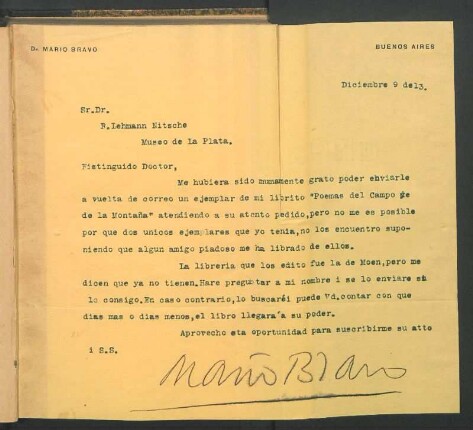 Dr. MARIO BRAVO
BUENOS AIRES
Diciembre 9 de13.
Sr.Dr.
R.Lehmann Nitsche
Museo de La Plata.
Distinguido Doctor,
Me hubiera sido mumamente grato poder enviarle
a vuelta de correo un ejemplar de mi librito "Poemas del Campo
de la Montaña" atendiendo a su atento pedido,pero no me es posible
por que dos unicos ejemplares que yo tenia,no los encuentro supo-
niendo que algun amigo piadoso me ha librado de ellos.
La libreria que los edito fue la de Moen,pero me
dicen que ya no tienen.Hare preguntar a mi nombre i se lo enviare si
lo consigo.En caso contrario,lo buscaréi puede Vd.contar con que
dias mas o dias menos,el libro llegara'a su poder.
Aprovecho eta oportunidad para suscribirme su atto
i S.S.
Mario Bravo